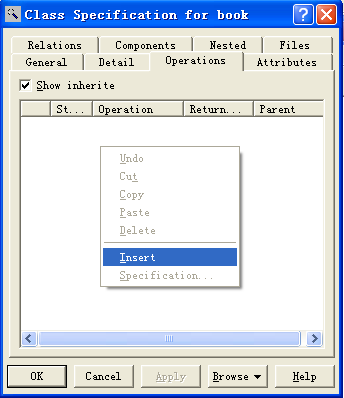 Class Specification for book
Relations Components Nested Files
General Detail Operations Attributes
Show inherite
St... Operation Return... Parent
Undo
Cut
Copy
Paste
Delete
Insert
Specification...
OK Cancel Apply Browse Help